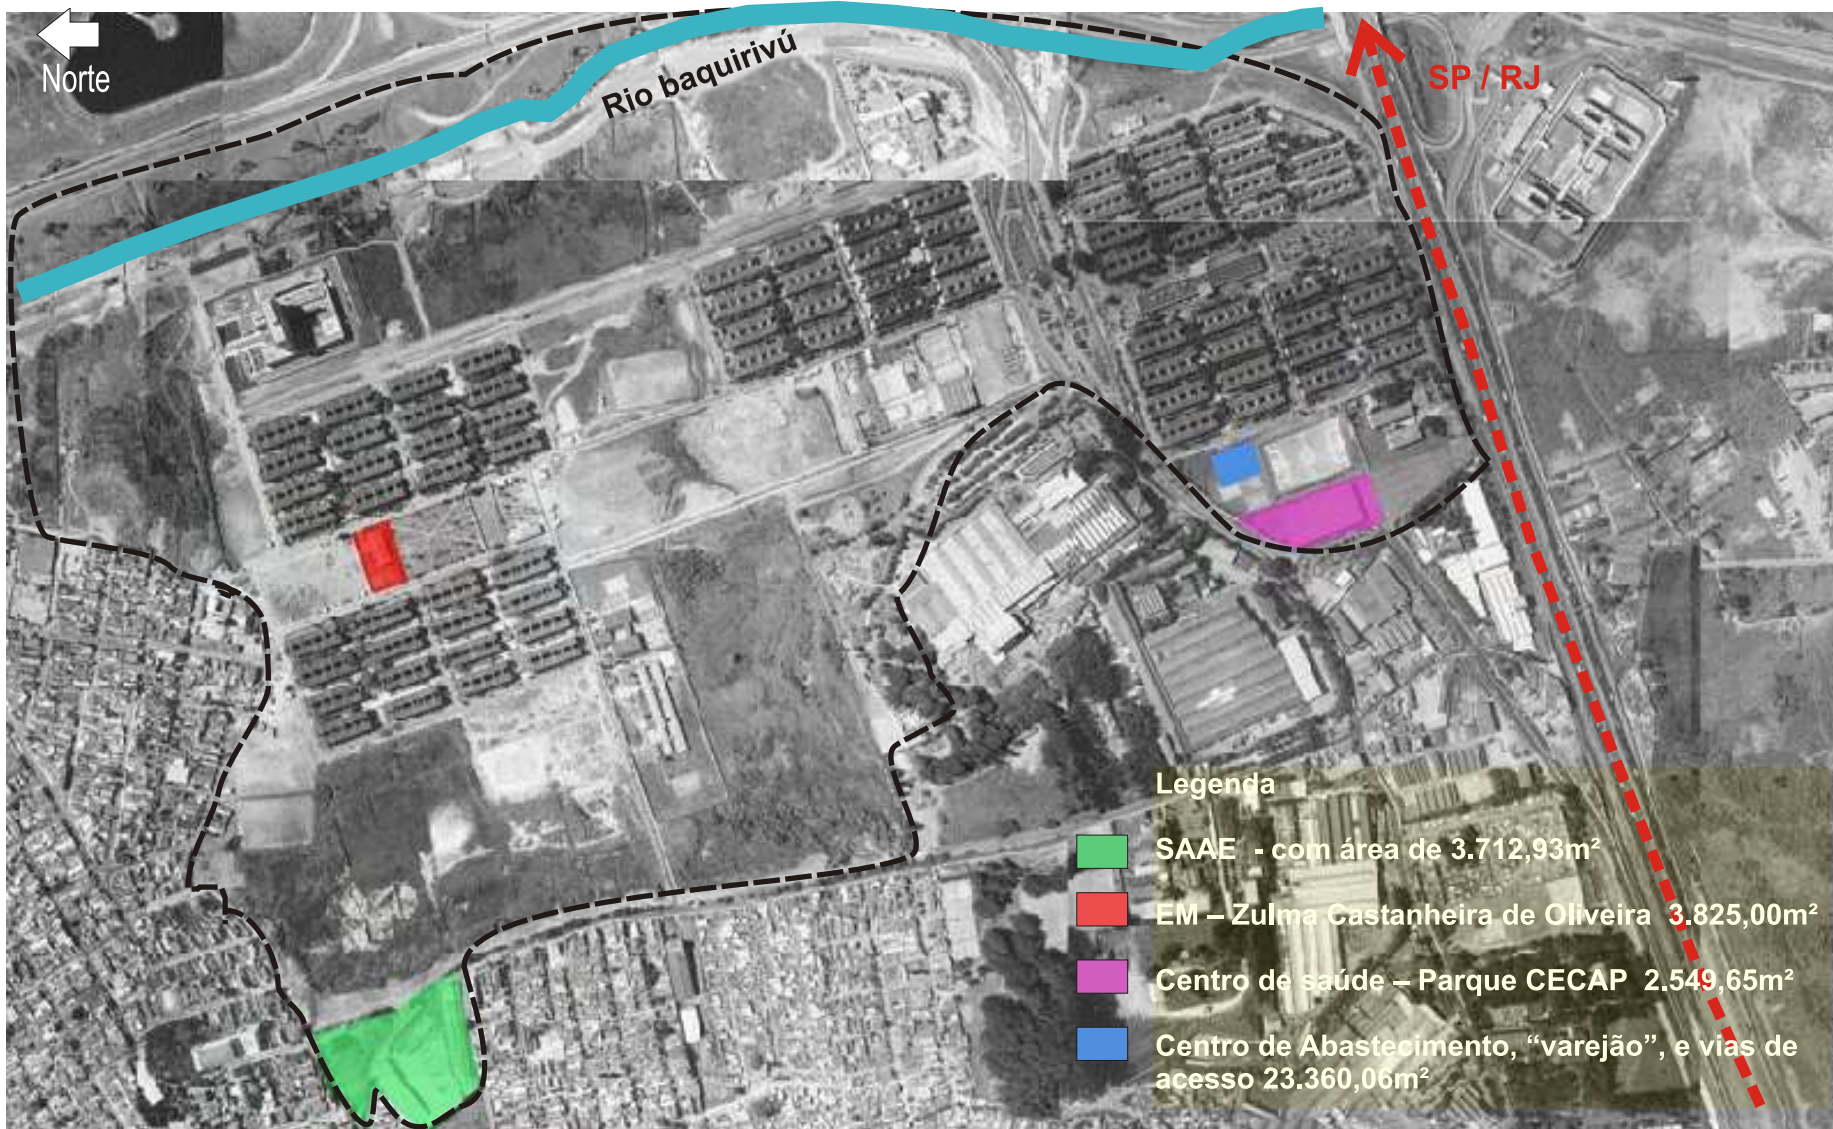 Norte
Rio baquirivú
SP / RJ
Legenda
SAAE - com área de 3.712,93m²
EM – Zulma Castanheira de Oliveira 3.825,00m²
Centro de saúde – Parque CECAP 2.549,65m²
Centro de Abastecimento, “varejão”, e vias de
acesso 23.360,06m²